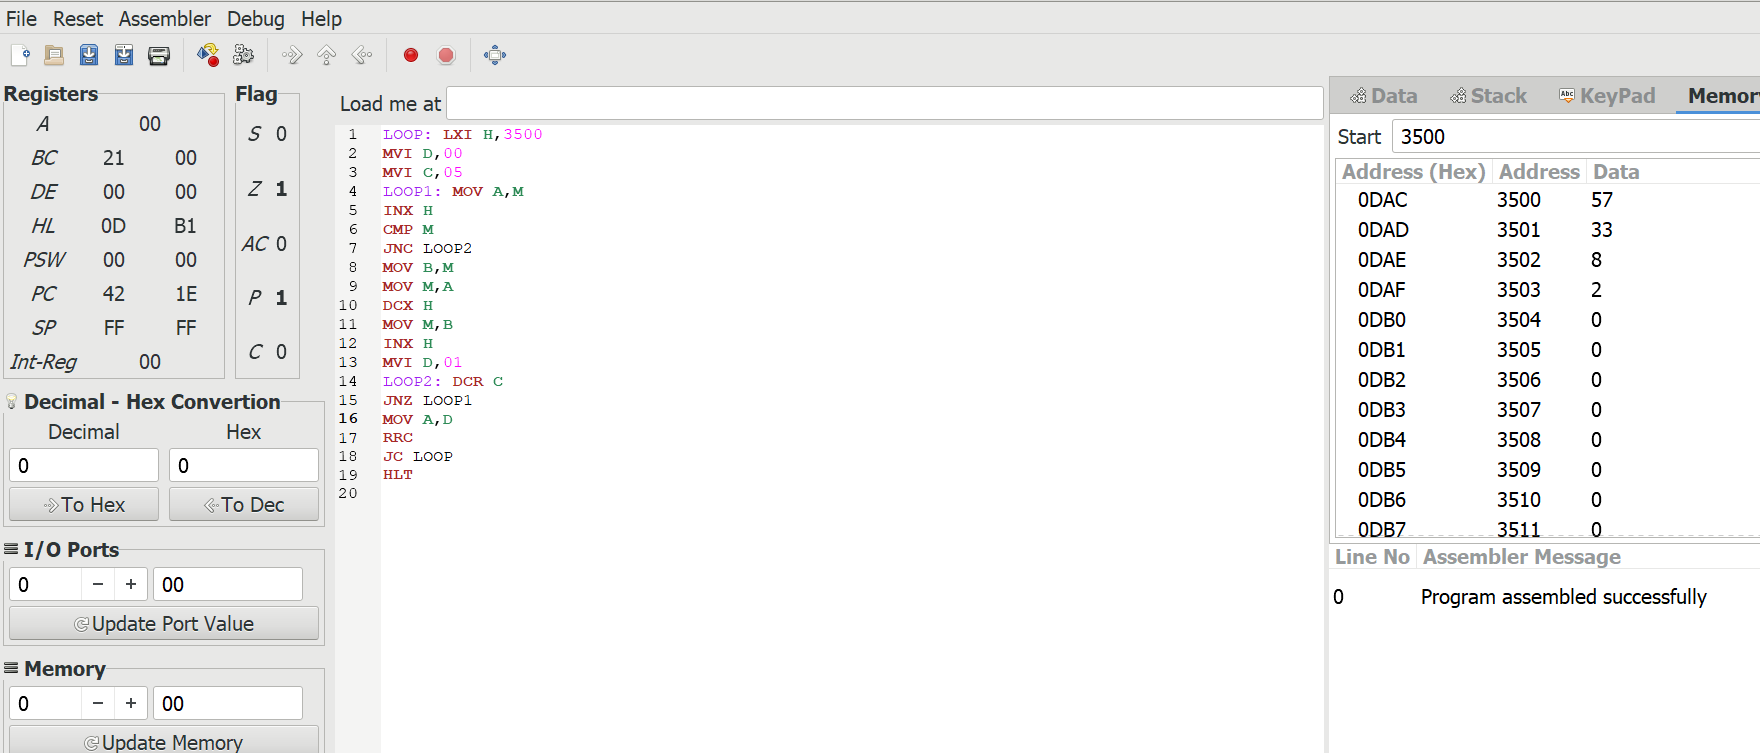 File Reset Assembler Debug Help
Registers
A 00
BC 21 00
DE 00 00
HL 0D B1
PSW 00 00
PC 42 1E
SP FF FF
Int-Reg 00
Flag
S 0
Z 1
AC 0
P 1
C 0
Decimal - Hex Convertion
Decimal Hex
0 0
To Hex To Dec
I/O Ports
0 − + 00
Update Port Value
Memory
0 − + 00
Update Memory
Load me at
1 LOOP: LXI H,3500
2 MVI D,00
3 MVI C,05
4 LOOP1: MOV A,M
5 INX H
6 CMP M
7 JNC LOOP2
8 MOV B,M
9 MOV M,A
10 DCX H
11 MOV M,B
12 INX H
13 MVI D,01
14 LOOP2: DCR C
15 JNZ LOOP1
16 MOV A,D
17 RRC
18 JC LOOP
19 HLT
20
Data Stack Abc KeyPad Memory
Start 3500
Address (Hex) Address Data
0DAC 3500 57
0DAD 3501 33
0DAE 3502 8
0DAF 3503 2
0DB0 3504 0
0DB1 3505 0
0DB2 3506 0
0DB3 3507 0
0DB4 3508 0
0DB5 3509 0
0DB6 3510 0
0DB7 3511 0
Line No Assembler Message
0 Program assembled successfully